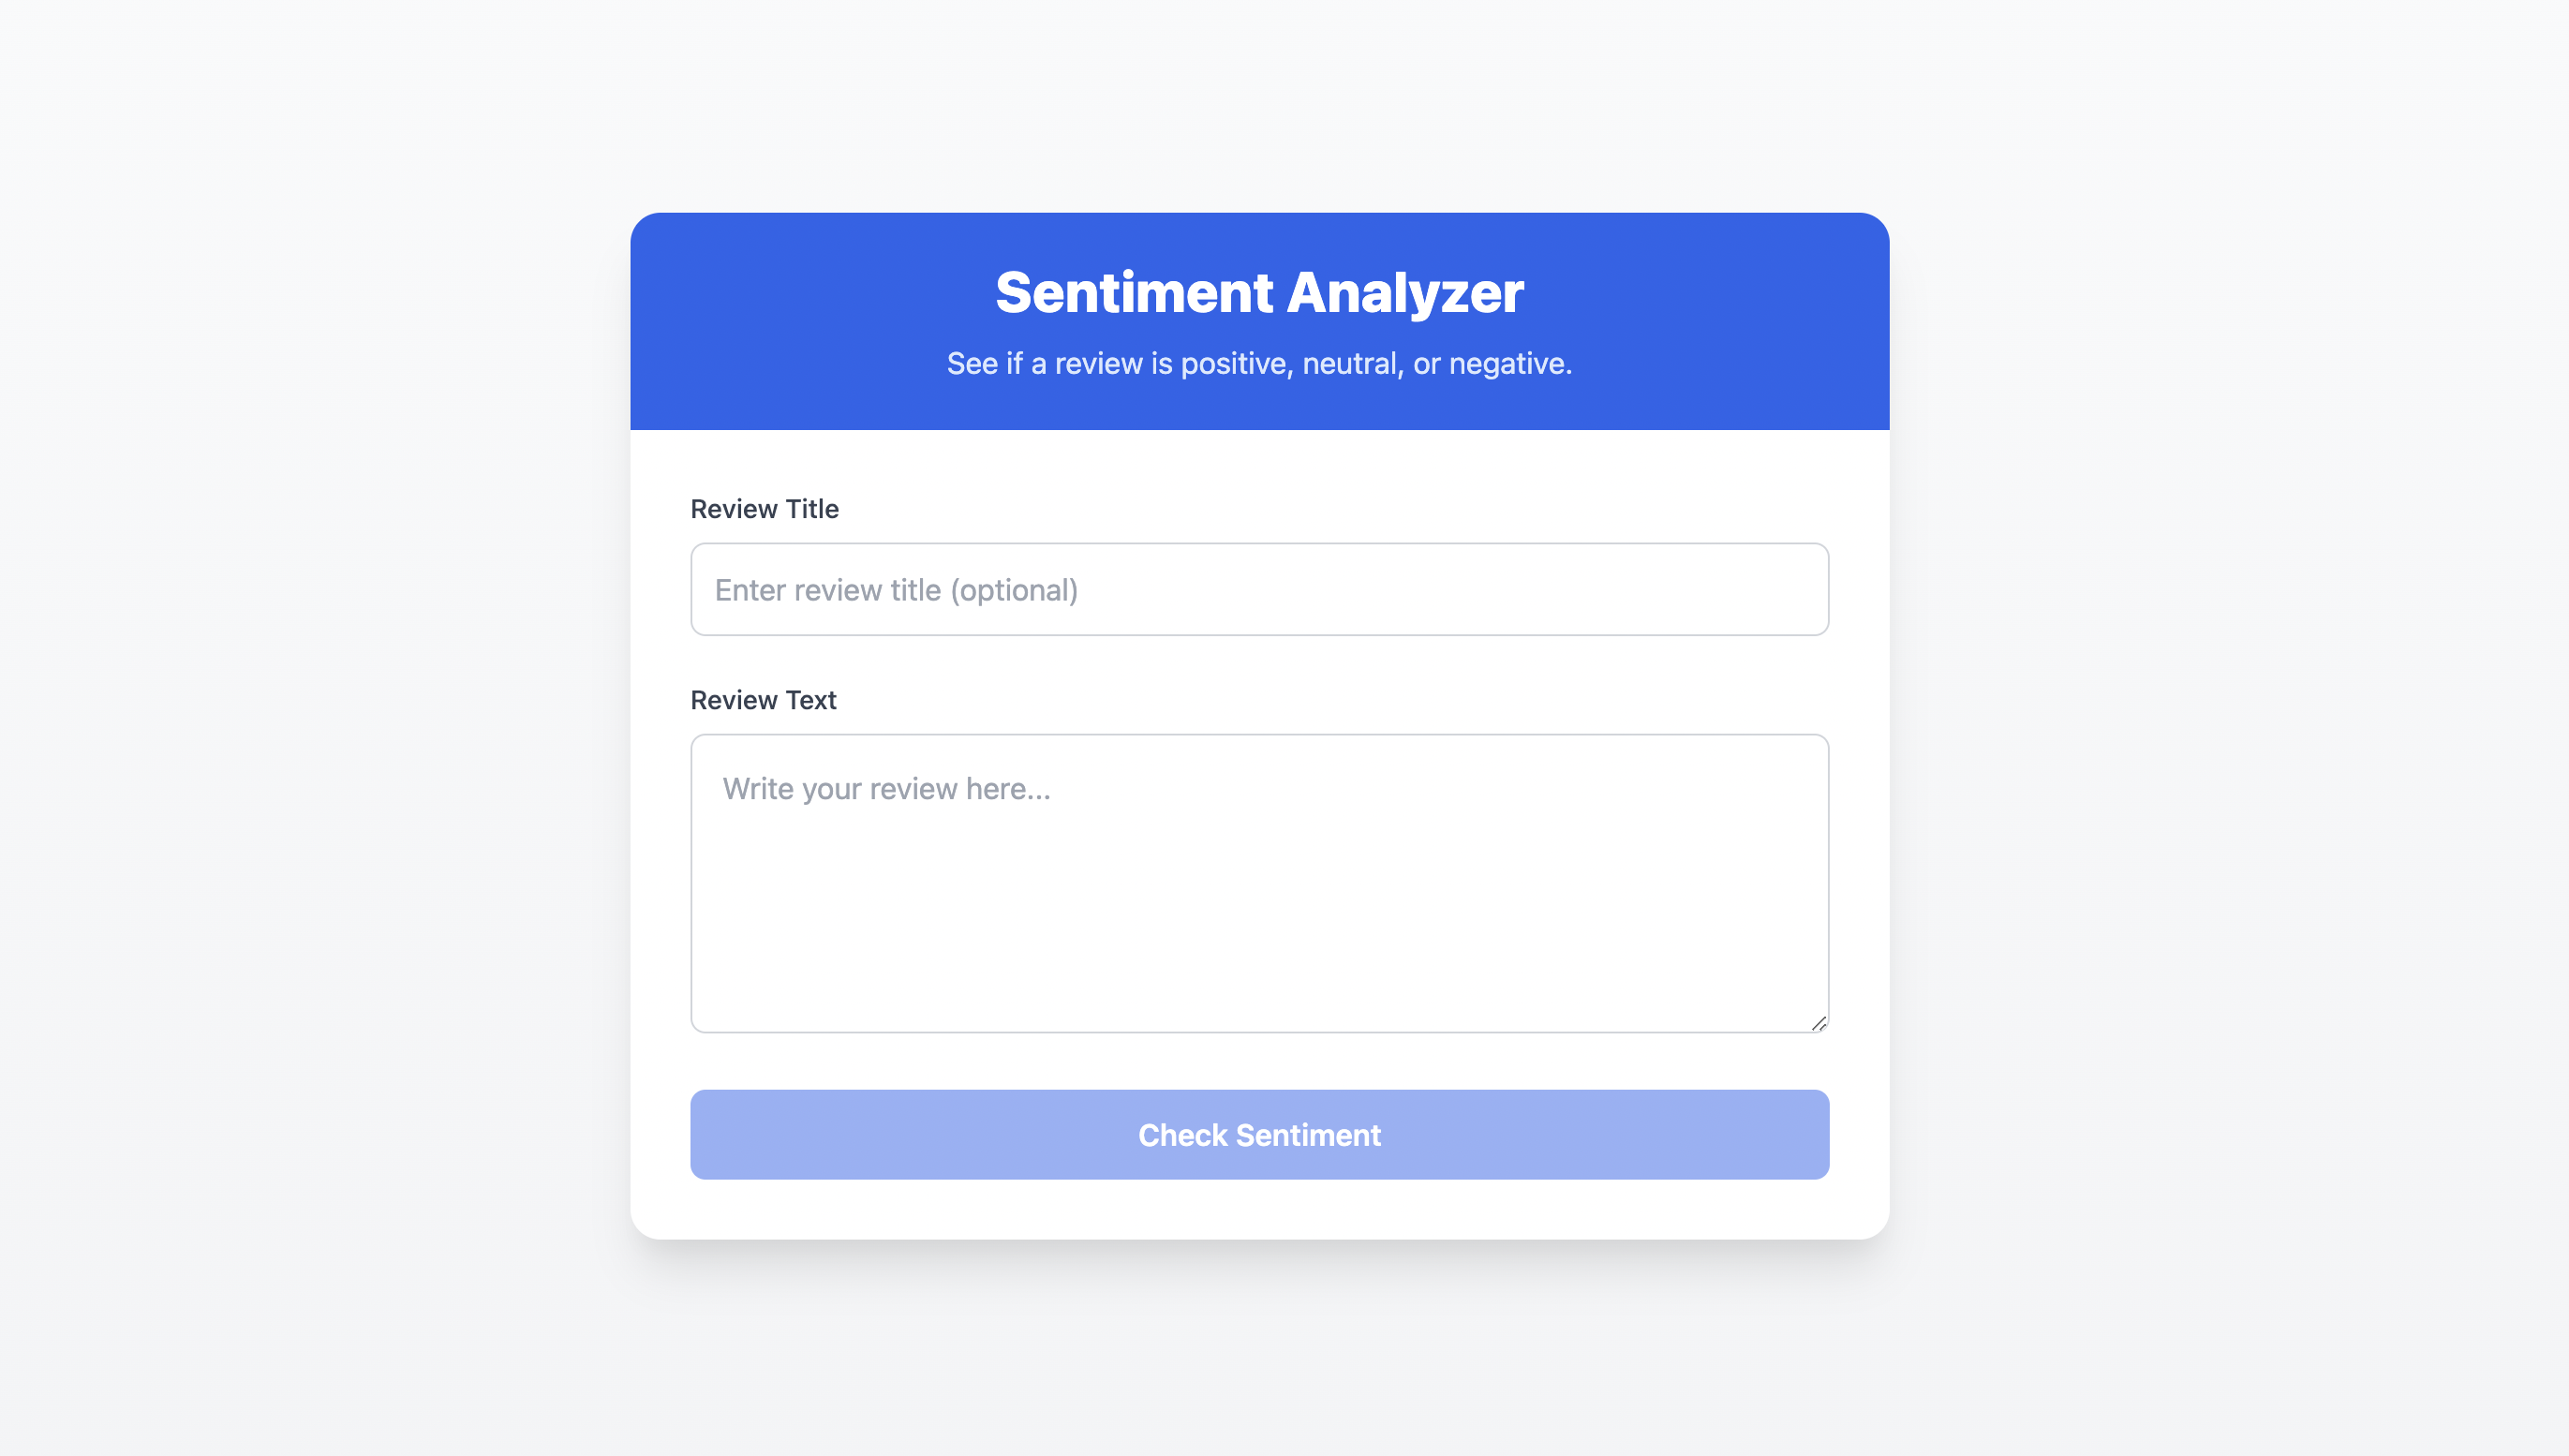 Sentiment Analyzer
See if a review is positive, neutral, or negative.
Review Title
Enter review title (optional)
Review Text
Write your review here...
Check Sentiment